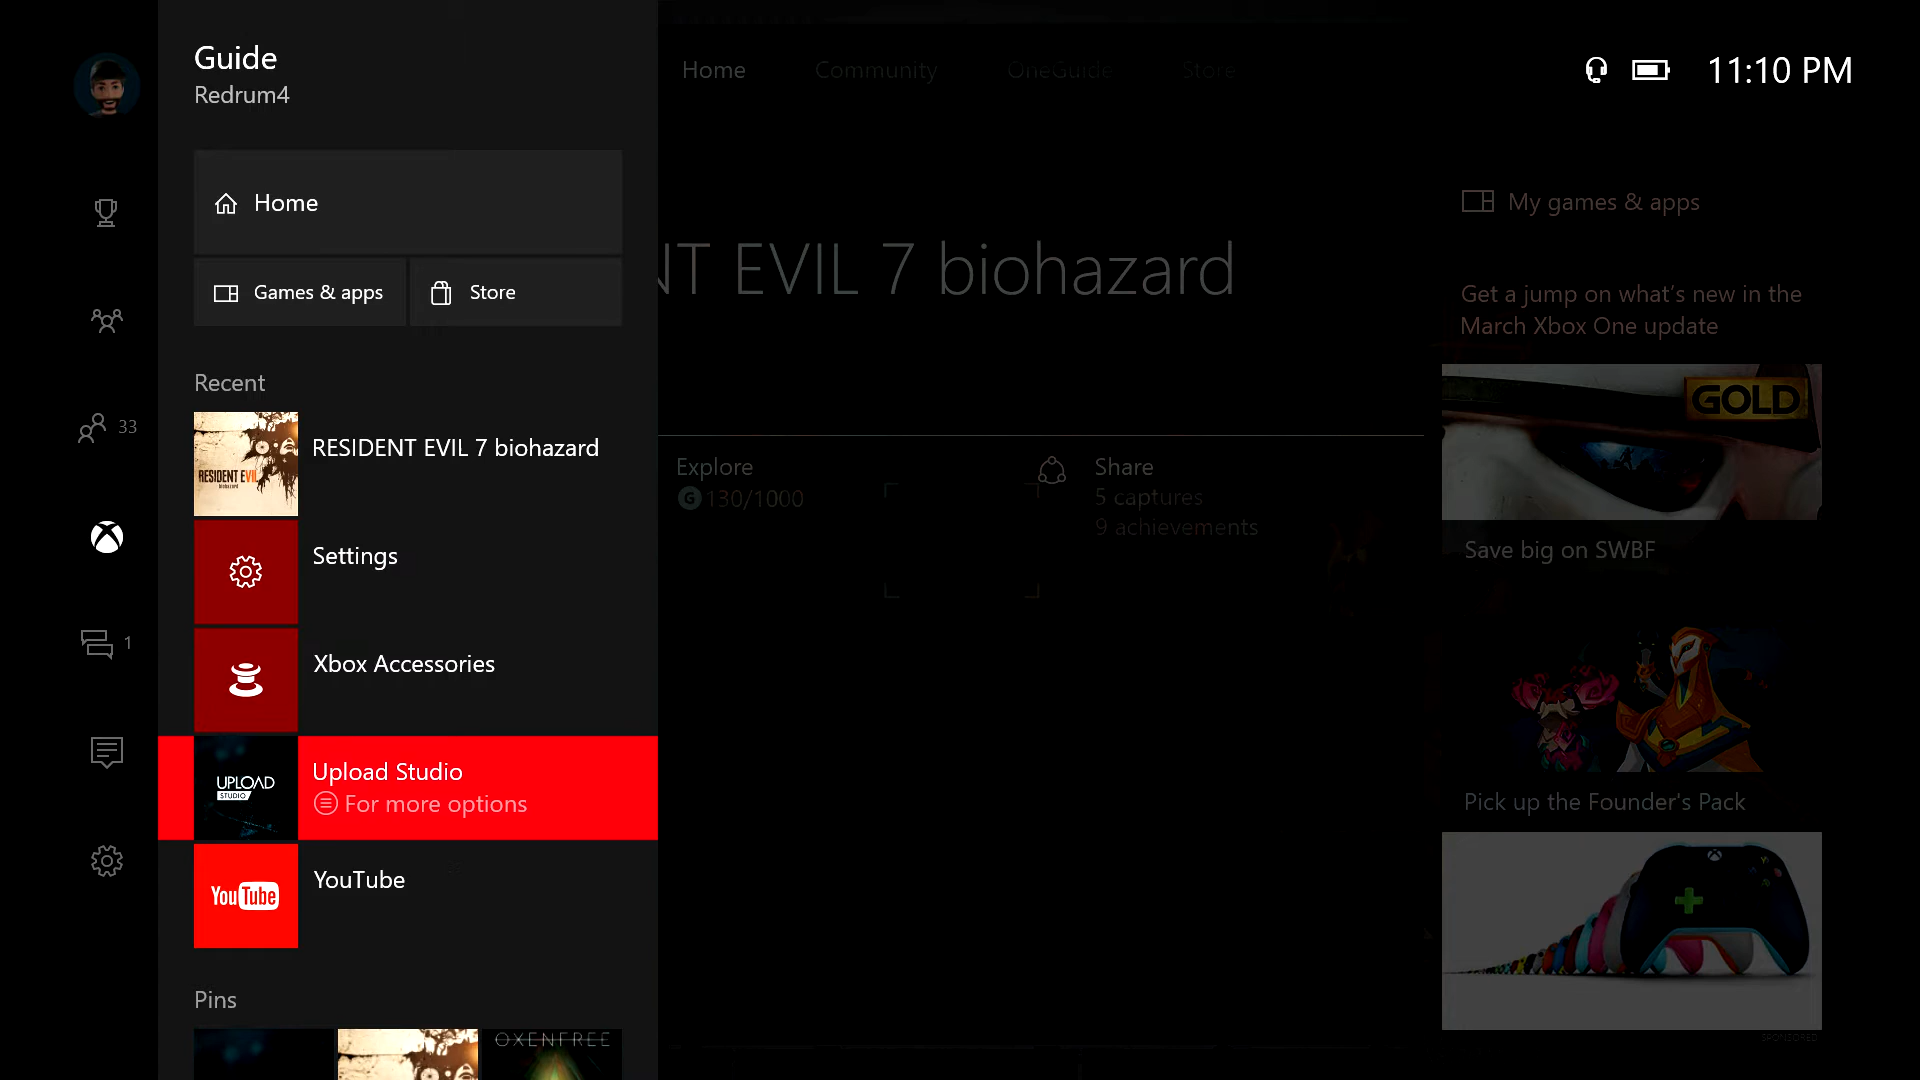 Guide
Redrum4
Home
Games & apps
Store
Recent
RESIDENT EVIL
biohazard
RESIDENT EVIL 7 biohazard
Settings
Xbox Accessories
UPLOAD
STUDIO
Upload Studio
For more options
YouTube
YouTube
Pins
OXENFREE
33
1
Home
Community
OneGuide
Store
11:10 PM
NT EVIL 7 biohazard
Explore
G 130/1000
Share
5 captures
9 achievements
My games & apps
Get a jump on what's new in the
March Xbox One update
GOLD
Save big on SWBF
Pick up the Founder's Pack
SPONSORED